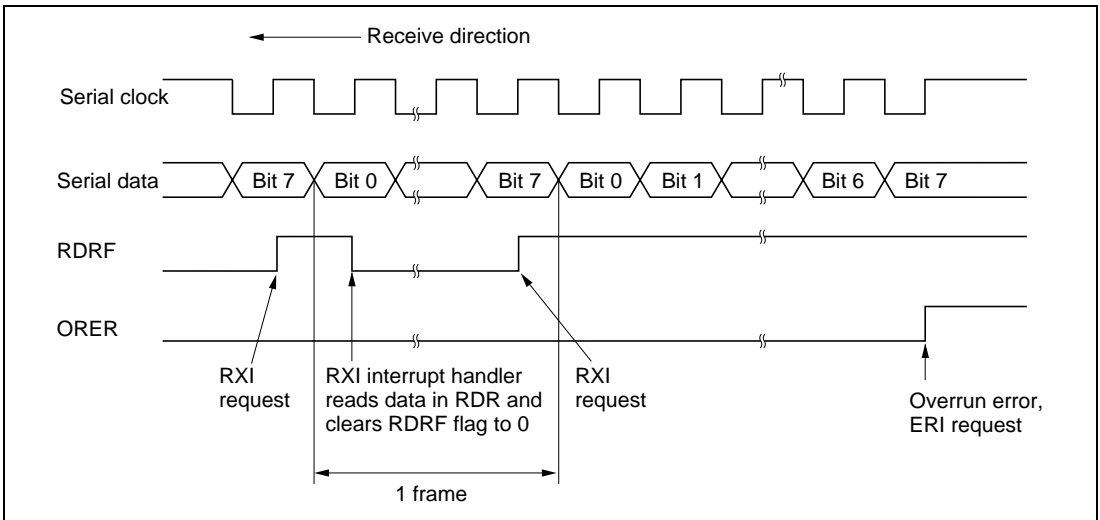 Receive direction
Serial clock
Serial data
Bit 7
Bit 0
Bit 7
Bit 0
Bit 1
Bit 6
Bit 7
RDRF
ORER
RXI
request
RXI interrupt handler
reads data in RDR and
clears RDRF flag to 0
RXI
request
Overrun error,
ERI request
1 frame